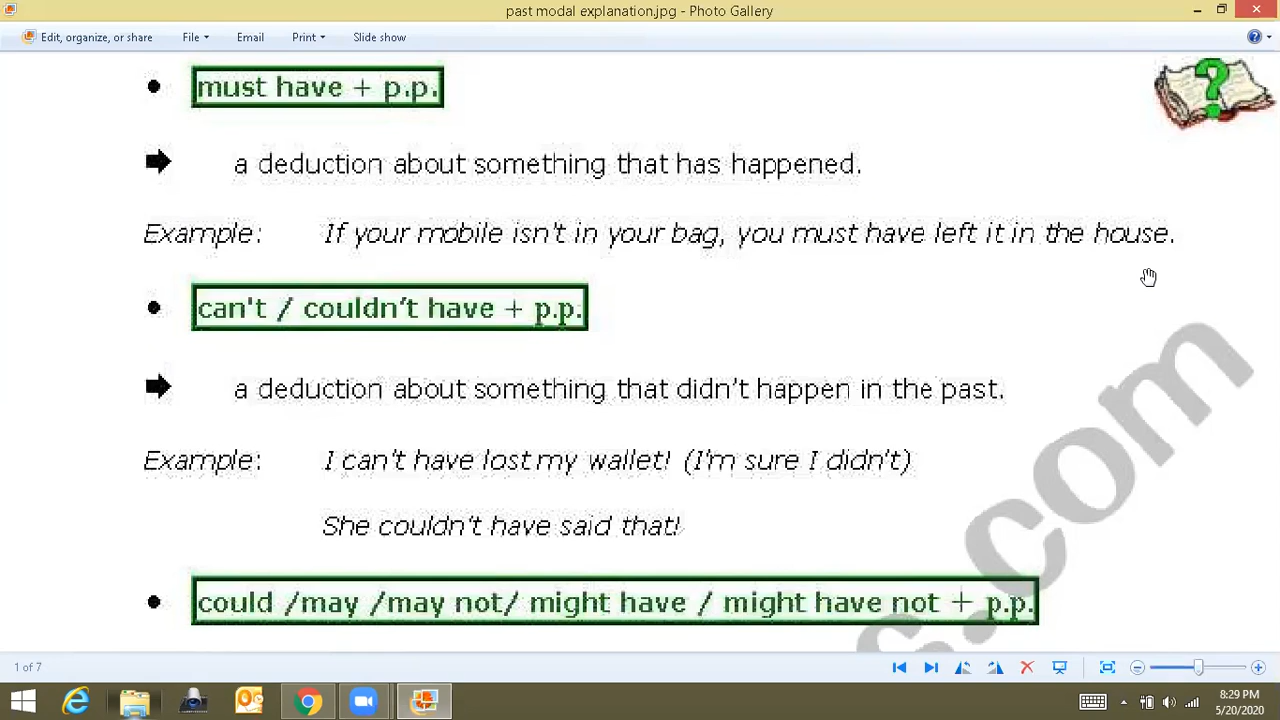 past modal explanation.jpg - Photo Gallery
Edit, organize, or share File Email Print Slide show
must have + p.p.
a deduction about something that has happened.
Example: If your mobile isn't in your bag, you must have left it in the house.
can't / couldn't have + p.p.
a deduction about something that didn't happen in the past.
Example: I can't have lost my wallet! (I'm sure I didn't)
She couldn't have said that!
could /may /may not/ might have / might have not + p.p.
s.com
1 of 7
8:29 PM
5/20/2020